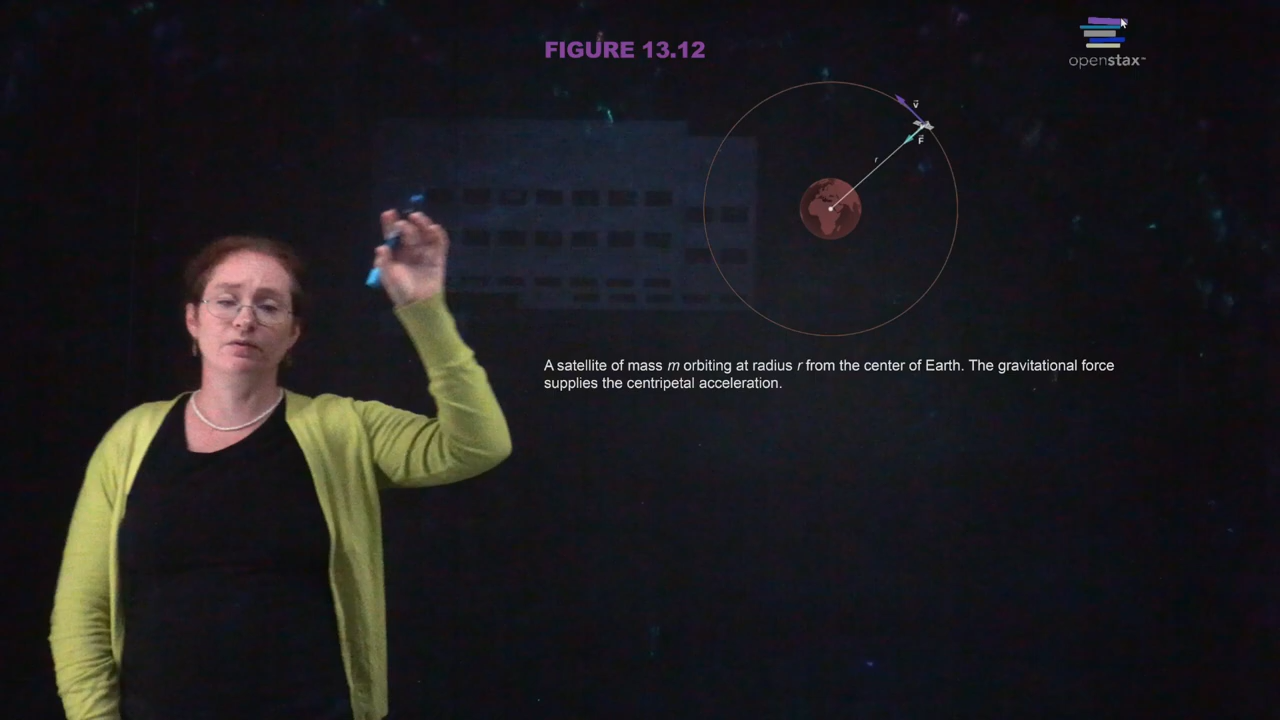 FIGURE 13.12
openstax™
v
F
r
A satellite of mass m orbiting at radius r from the center of Earth. The gravitational force
supplies the centripetal acceleration.